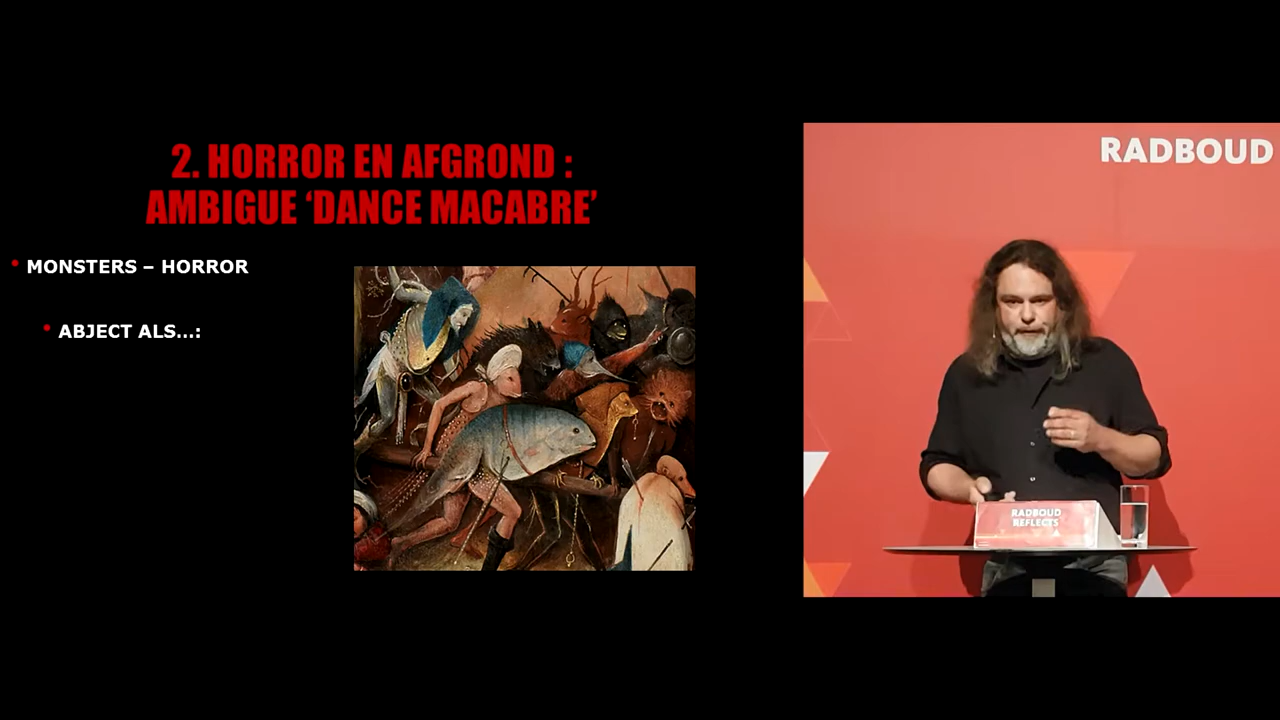 2. HORROR EN AFGROND :
AMBIGUE ‘DANCE MACABRE’
• MONSTERS – HORROR
• ABJECT ALS...:
RADBOUD
RADBOUD
REFLECTS